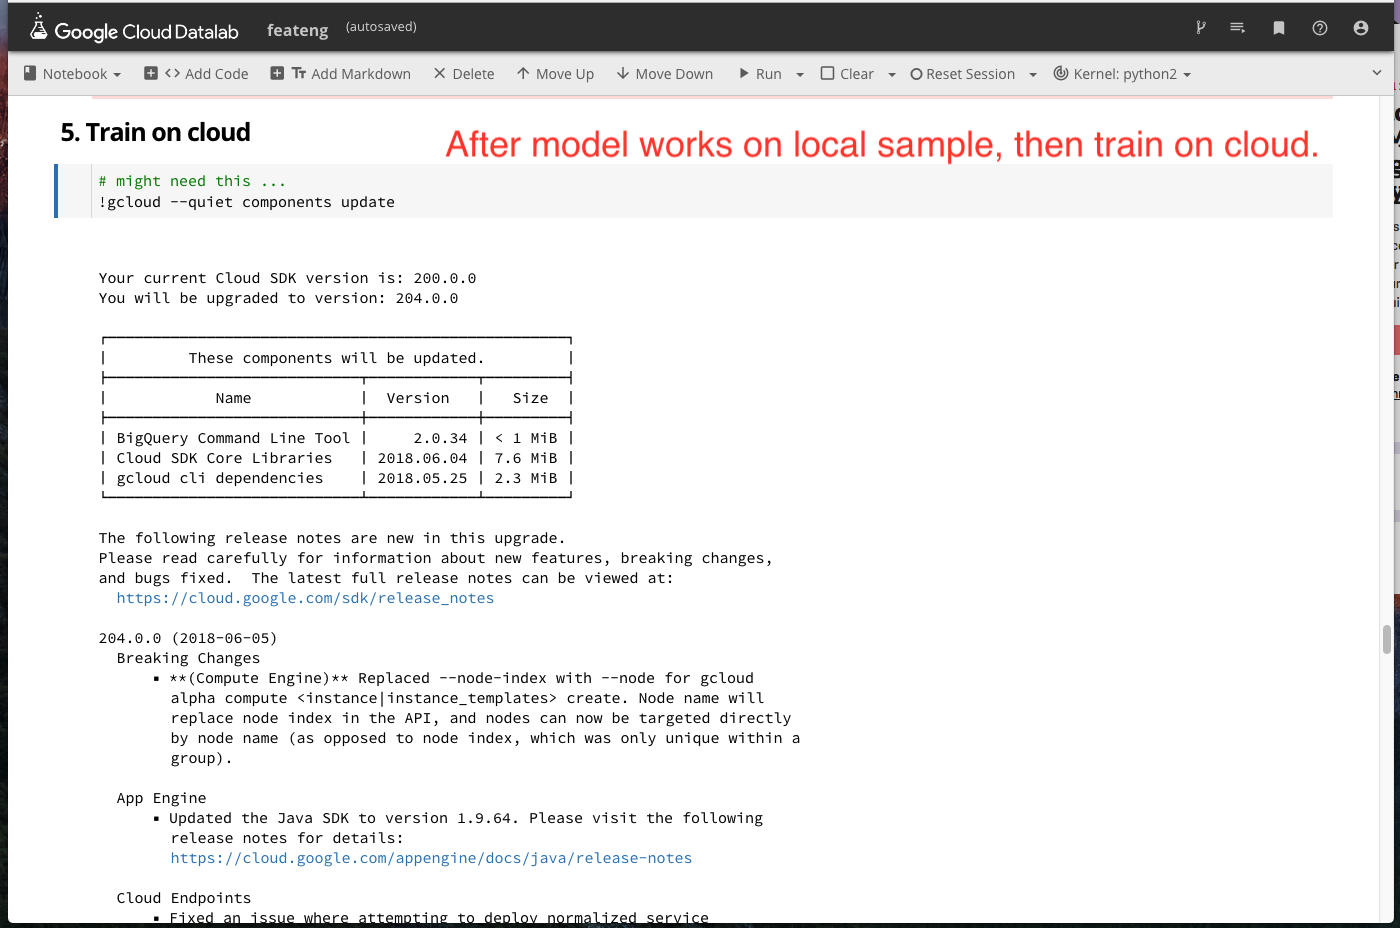 Google Cloud Datalab feateng (autosaved)
Notebook Add Code Add Markdown Delete Move Up Move Down Run Clear Reset Session Kernel: python2
5. Train on cloud
After model works on local sample, then train on cloud.
# might need this ...
!gcloud --quiet components update
Your current Cloud SDK version is: 200.0.0
You will be upgraded to version: 204.0.0
These components will be updated.
Name Version Size
BigQuery Command Line Tool 2.0.34 < 1 MiB
Cloud SDK Core Libraries 2018.06.04 7.6 MiB
gcloud cli dependencies 2018.05.25 2.3 MiB
The following release notes are new in this upgrade.
Please read carefully for information about new features, breaking changes,
and bugs fixed.  The latest full release notes can be viewed at:
https://cloud.google.com/sdk/release_notes
204.0.0 (2018-06-05)
Breaking Changes
▪ **(Compute Engine)** Replaced --node-index with --node for gcloud
alpha compute <instance|instance_templates> create. Node name will
replace node index in the API, and nodes can now be targeted directly
by node name (as opposed to node index, which was only unique within a
group).
App Engine
▪ Updated the Java SDK to version 1.9.64. Please visit the following
release notes for details:
https://cloud.google.com/appengine/docs/java/release-notes
Cloud Endpoints
▪ Fixed an issue where attempting to deploy normalized service